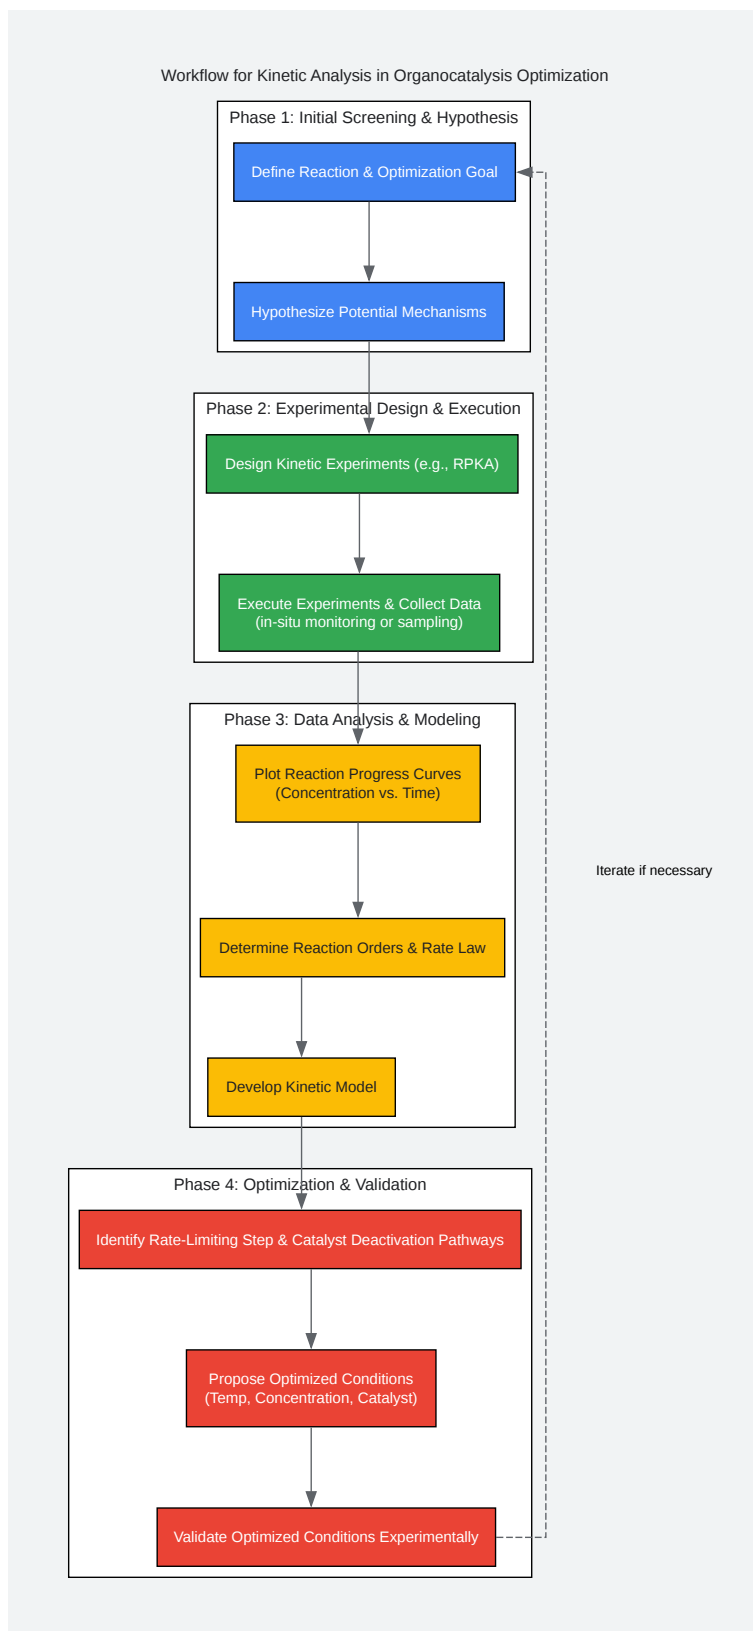 Workflow for Kinetic Analysis in Organocatalysis Optimization
Phase 1: Initial Screening & Hypothesis
Define Reaction & Optimization Goal
Hypothesize Potential Mechanisms
Phase 2: Experimental Design & Execution
Design Kinetic Experiments (e.g., RPKA)
Execute Experiments & Collect Data
(in-situ monitoring or sampling)
Phase 3: Data Analysis & Modeling
Plot Reaction Progress Curves
(Concentration vs. Time)
Iterate if necessary
Determine Reaction Orders & Rate Law
Develop Kinetic Model
Phase 4: Optimization & Validation
Identify Rate-Limiting Step & Catalyst Deactivation Pathways
Propose Optimized Conditions
(Temp, Concentration, Catalyst)
Validate Optimized Conditions Experimentally